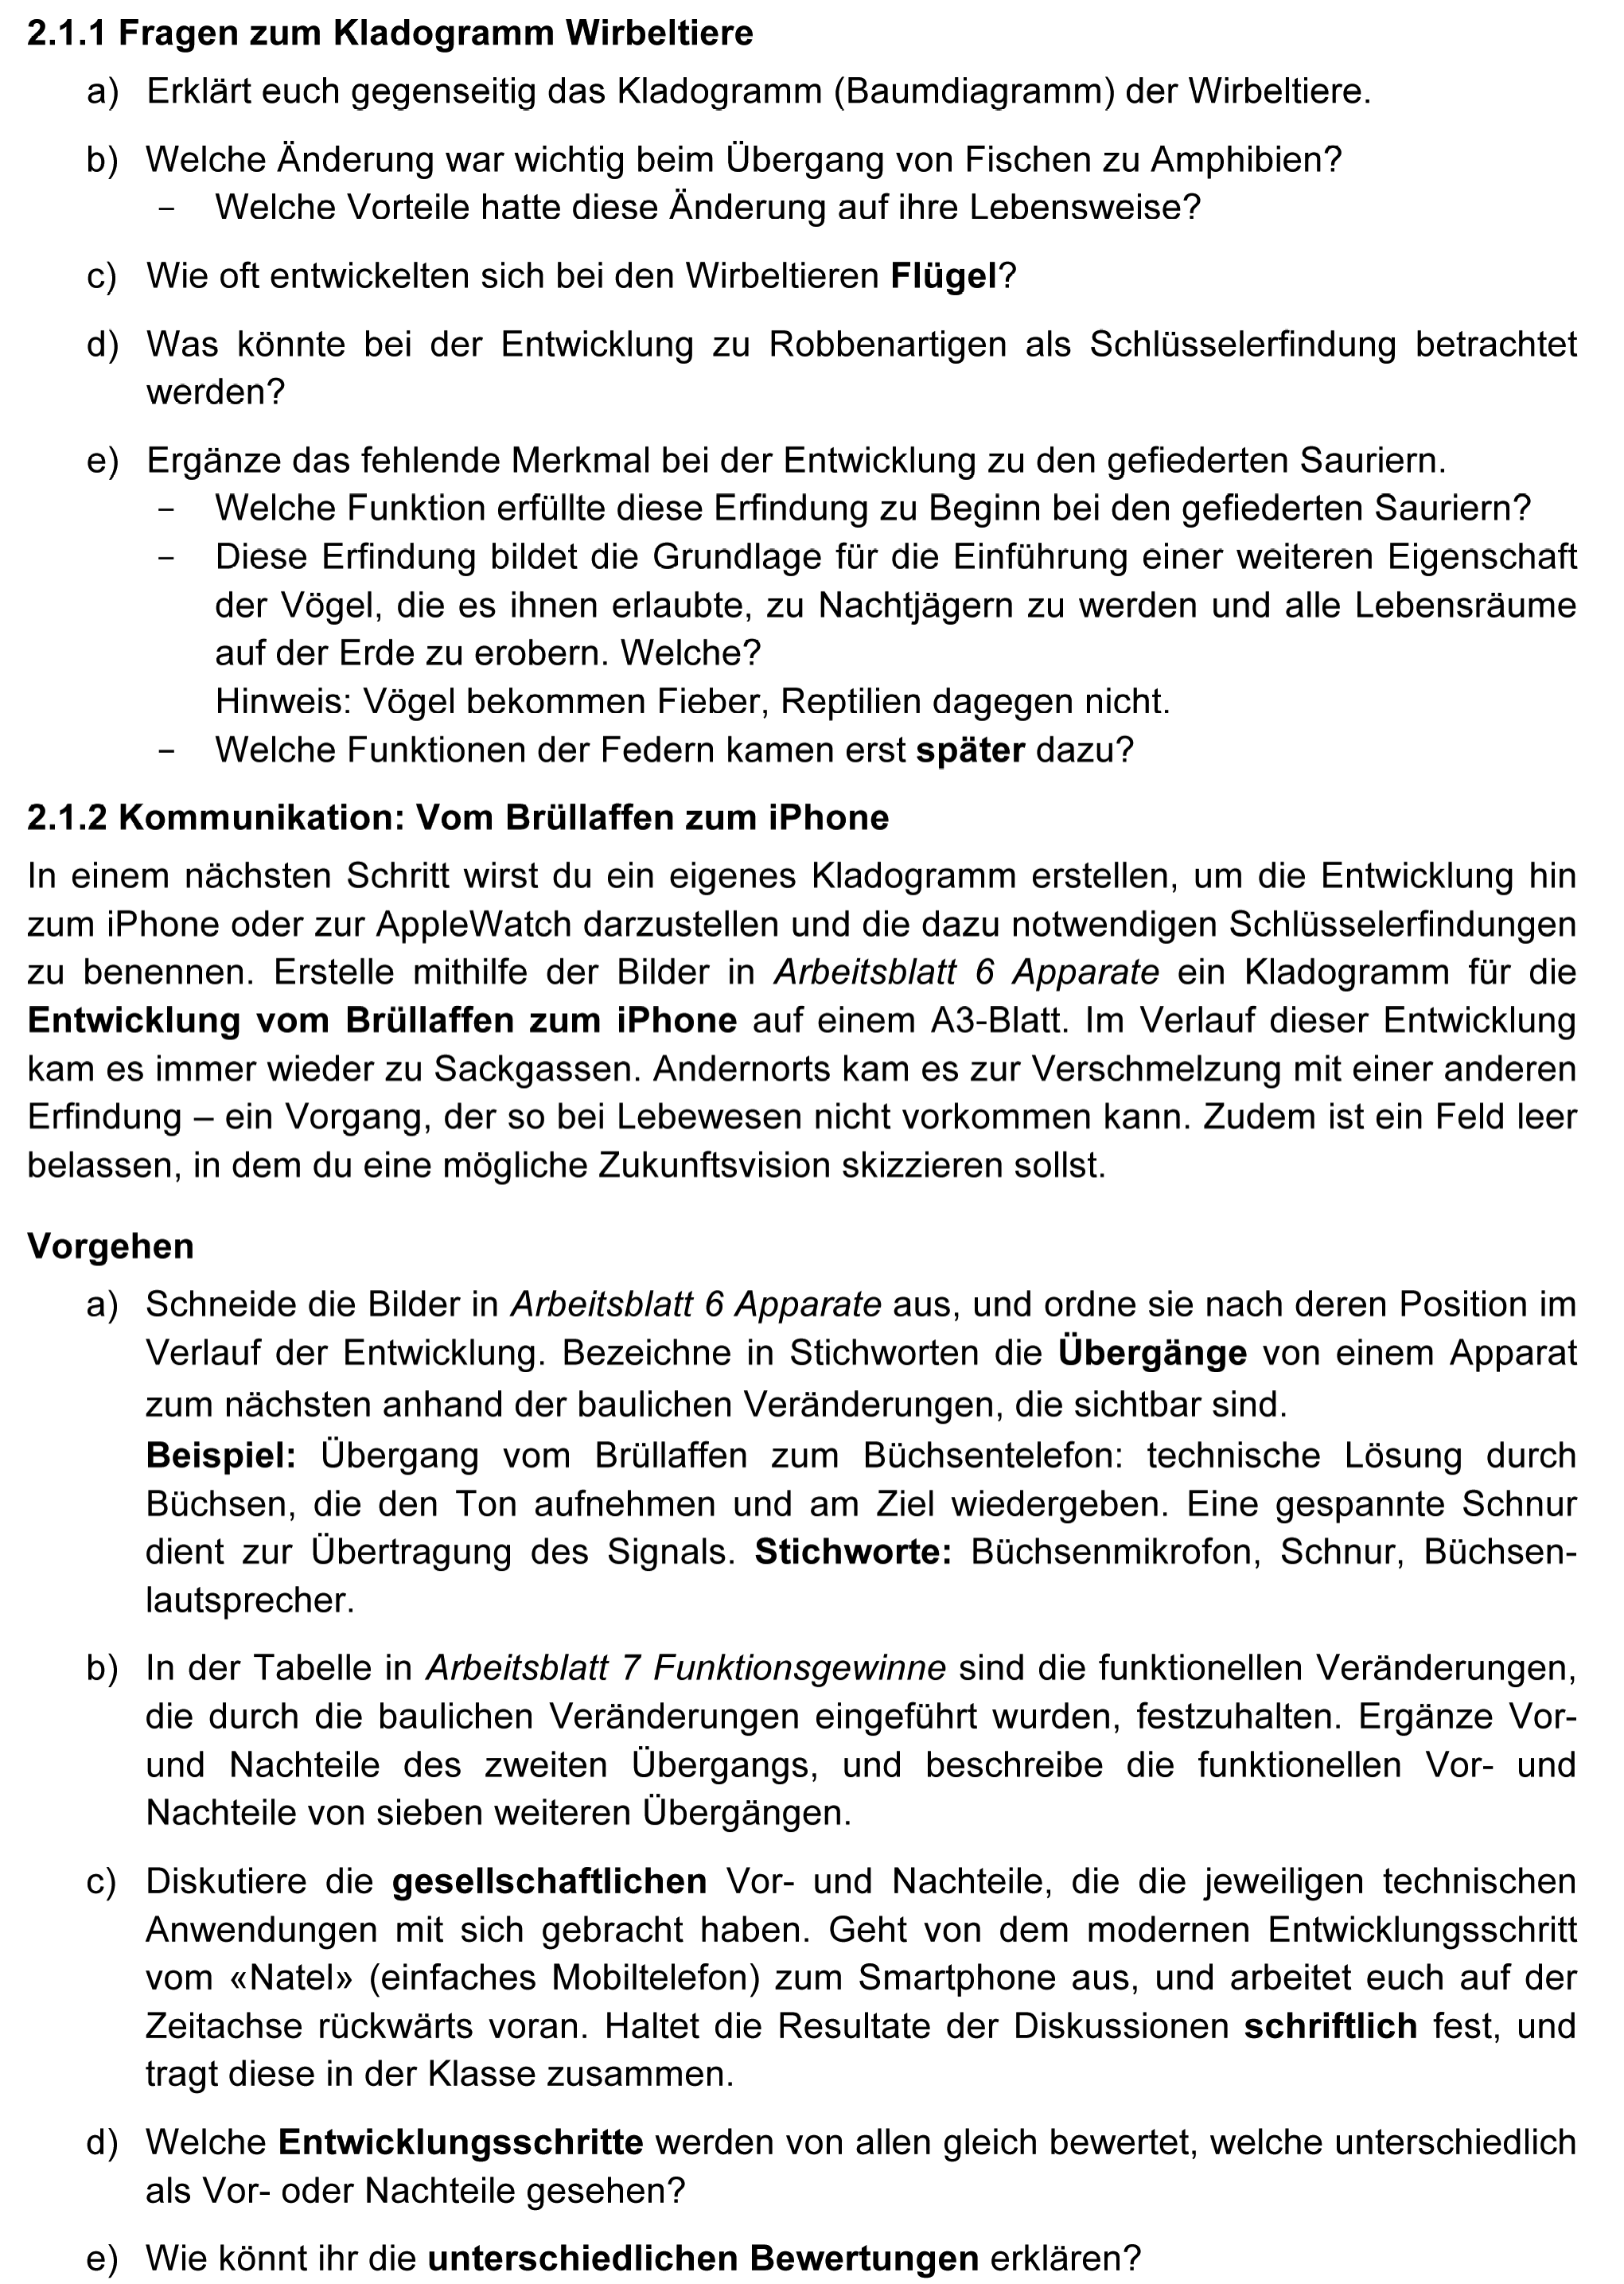 2.1.1 Fragen zum Kladogramm Wirbeltiere
a) Erklärt euch gegenseitig das Kladogramm (Baumdiagramm) der Wirbeltiere.
b) Welche Änderung war wichtig beim Übergang von Fischen zu Amphibien?
– Welche Vorteile hatte diese Änderung auf ihre Lebensweise?
c) Wie oft entwickelten sich bei den Wirbeltieren Flügel?
d) Was könnte bei der Entwicklung zu Robbenartigen als Schlüsselerfindung betrachtet
werden?
e) Ergänze das fehlende Merkmal bei der Entwicklung zu den gefiederten Sauriern.
– Welche Funktion erfüllte diese Erfindung zu Beginn bei den gefiederten Sauriern?
– Diese Erfindung bildet die Grundlage für die Einführung einer weiteren Eigenschaft
der Vögel, die es ihnen erlaubte, zu Nachtjägern zu werden und alle Lebensräume
auf der Erde zu erobern. Welche?
Hinweis: Vögel bekommen Fieber, Reptilien dagegen nicht.
– Welche Funktionen der Federn kamen erst später dazu?
2.1.2 Kommunikation: Vom Brüllaffen zum iPhone
In einem nächsten Schritt wirst du ein eigenes Kladogramm erstellen, um die Entwicklung hin
zum iPhone oder zur AppleWatch darzustellen und die dazu notwendigen Schlüsselerfindungen
zu benennen. Erstelle mithilfe der Bilder in Arbeitsblatt 6 Apparate ein Kladogramm für die
Entwicklung vom Brüllaffen zum iPhone auf einem A3-Blatt. Im Verlauf dieser Entwicklung
kam es immer wieder zu Sackgassen. Andernorts kam es zur Verschmelzung mit einer anderen
Erfindung – ein Vorgang, der so bei Lebewesen nicht vorkommen kann. Zudem ist ein Feld leer
belassen, in dem du eine mögliche Zukunftsvision skizzieren sollst.
Vorgehen
a) Schneide die Bilder in Arbeitsblatt 6 Apparate aus, und ordne sie nach deren Position im
Verlauf der Entwicklung. Bezeichne in Stichworten die Übergänge von einem Apparat
zum nächsten anhand der baulichen Veränderungen, die sichtbar sind.
Beispiel: Übergang vom Brüllaffen zum Büchsentelefon: technische Lösung durch
Büchsen, die den Ton aufnehmen und am Ziel wiedergeben. Eine gespannte Schnur
dient zur Übertragung des Signals. Stichworte: Büchsenmikrofon, Schnur, Büchsen-
lautsprecher.
b) In der Tabelle in Arbeitsblatt 7 Funktionsgewinne sind die funktionellen Veränderungen,
die durch die baulichen Veränderungen eingeführt wurden, festzuhalten. Ergänze Vor-
und Nachteile des zweiten Übergangs, und beschreibe die funktionellen Vor- und
Nachteile von sieben weiteren Übergängen.
c) Diskutiere die gesellschaftlichen Vor- und Nachteile, die die jeweiligen technischen
Anwendungen mit sich gebracht haben. Geht von dem modernen Entwicklungsschritt
vom «Natel» (einfaches Mobiltelefon) zum Smartphone aus, und arbeitet euch auf der
Zeitachse rückwärts voran. Haltet die Resultate der Diskussionen schriftlich fest, und
tragt diese in der Klasse zusammen.
d) Welche Entwicklungsschritte werden von allen gleich bewertet, welche unterschiedlich
als Vor- oder Nachteile gesehen?
e) Wie könnt ihr die unterschiedlichen Bewertungen erklären?